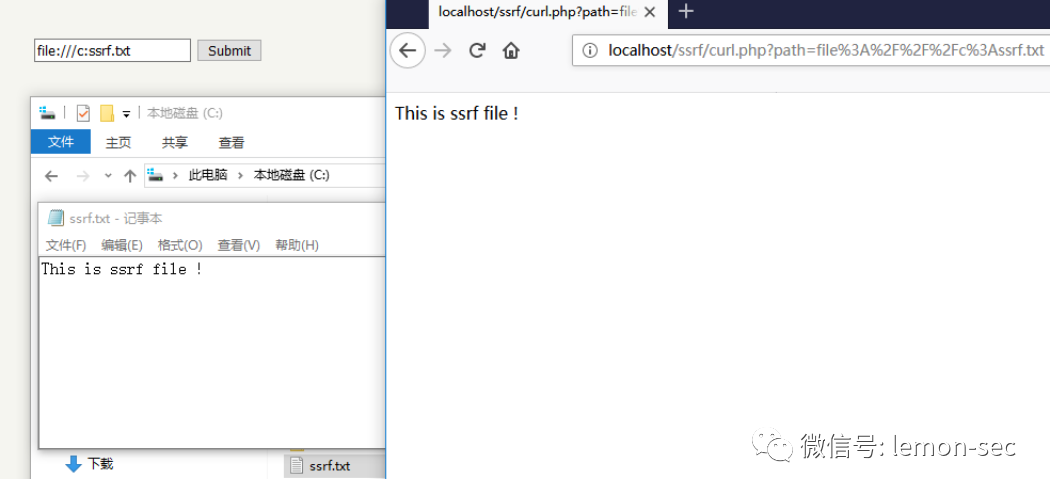 file:///c:ssrf.txt
Submit
本地磁盘 (C:)
文件 主页 共享 查看
此电脑 › 本地磁盘 (C:)
ssrf.txt - 记事本
文件(F) 编辑(E) 格式(O) 查看(V) 帮助(H)
This is ssrf file !
下载
ssrf.txt
localhost/ssrf/curl.php?path=file
localhost/ssrf/curl.php?path=file%3A%2F%2F%2Fc%3Assrf.txt
This is ssrf file !
微信号: lemon-sec